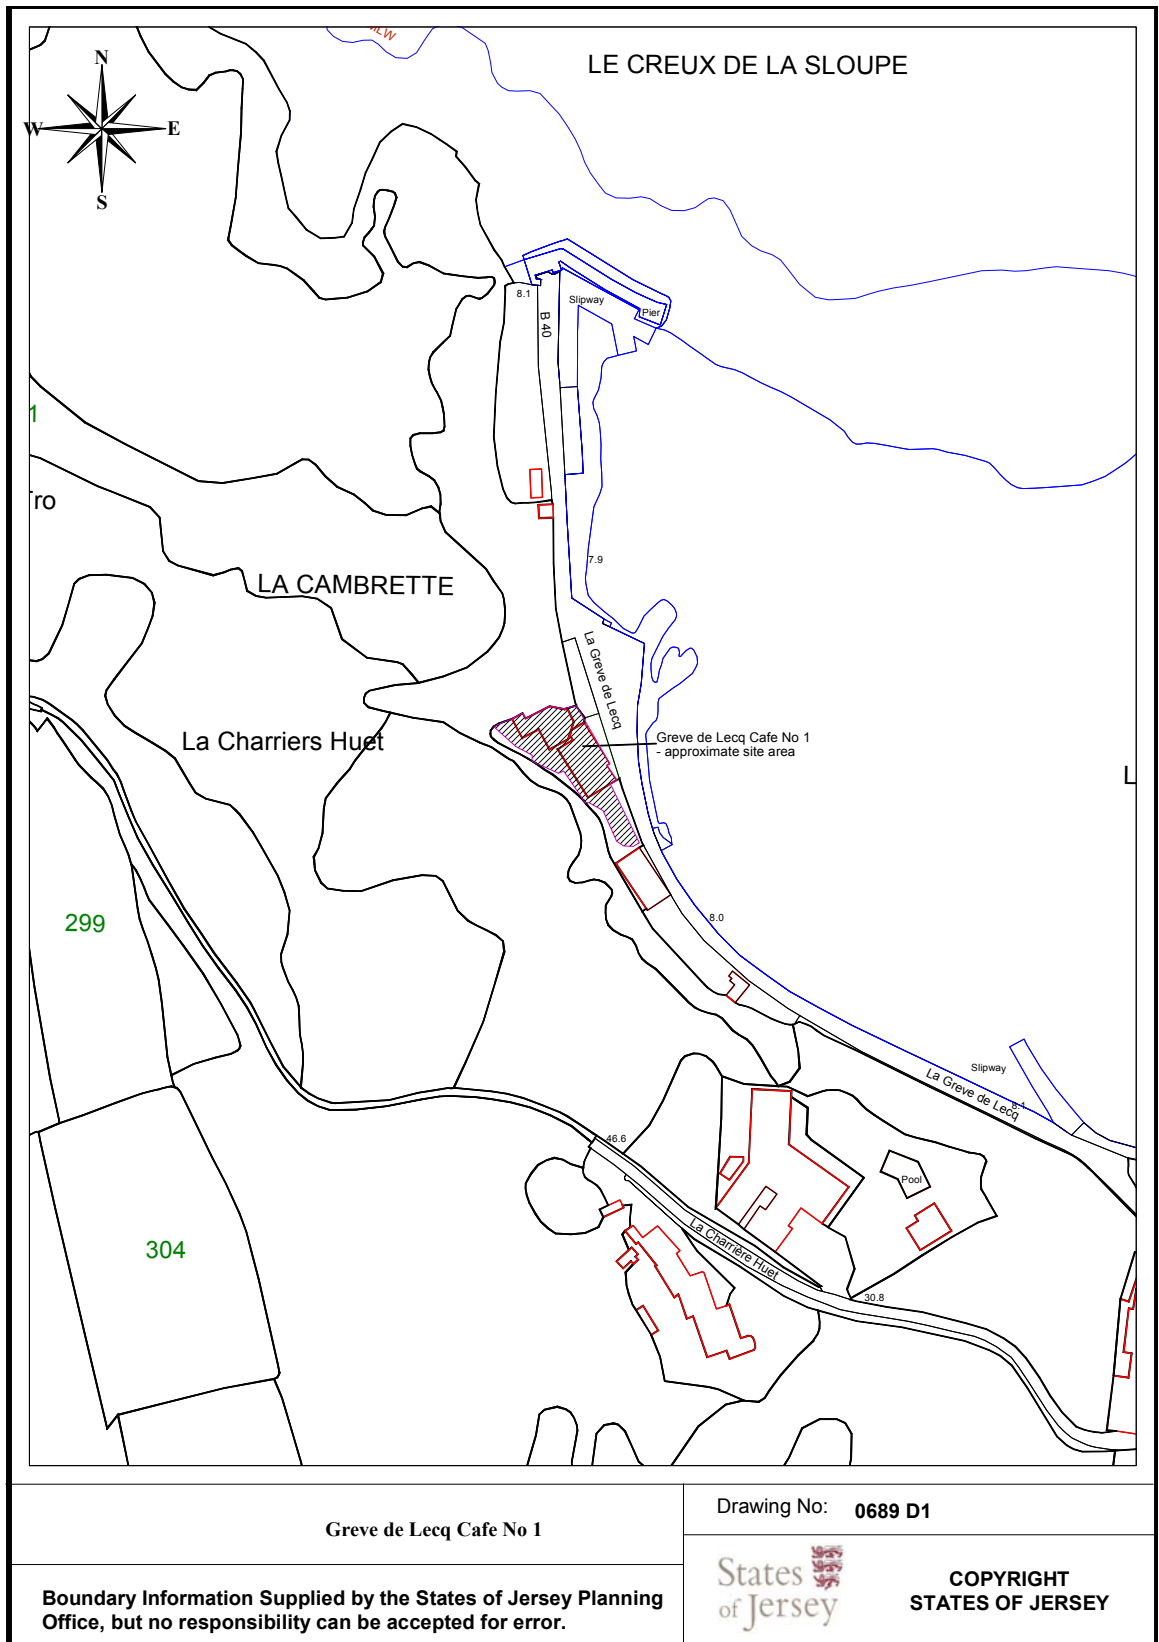 MLW
LE CREUX DE LA SLOUPE
N
W
E
S
8.1
Slipway
Pier
B 40
1
7.9
LA CAMBRETTE
La Greve de Lecq
La Charriers Huet
Greve de Lecq Cafe No 1
- approximate site area
L
299
8.0
Slipway
La Greve de Lecq
8.1
46.6
Pool
304
La Charrière Huet
30.8
Greve de Lecq Cafe No 1
Drawing No: 0689 D1
Boundary Information Supplied by the States of Jersey Planning
Office, but no responsibility can be accepted for error.
States
of Jersey
COPYRIGHT
STATES OF JERSEY